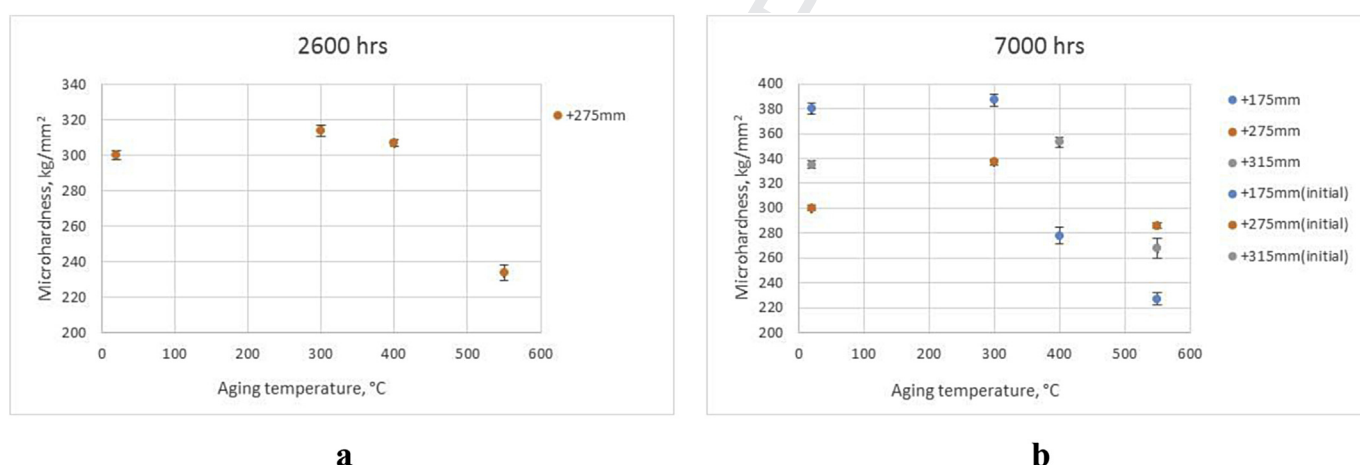 2600 hrs
340
320
300
280
260
240
220
200
Microhardness, kg/mm²
0 100 200 300 400 500 600
Aging temperature, °C
+275mm
a
7000 hrs
400
380
360
340
320
300
280
260
240
220
200
Microhardness, kg/mm²
0 100 200 300 400 500 600
Aging temperature, °C
+175mm
+275mm
+315mm
+175mm(initial)
+275mm(initial)
+315mm(initial)
b